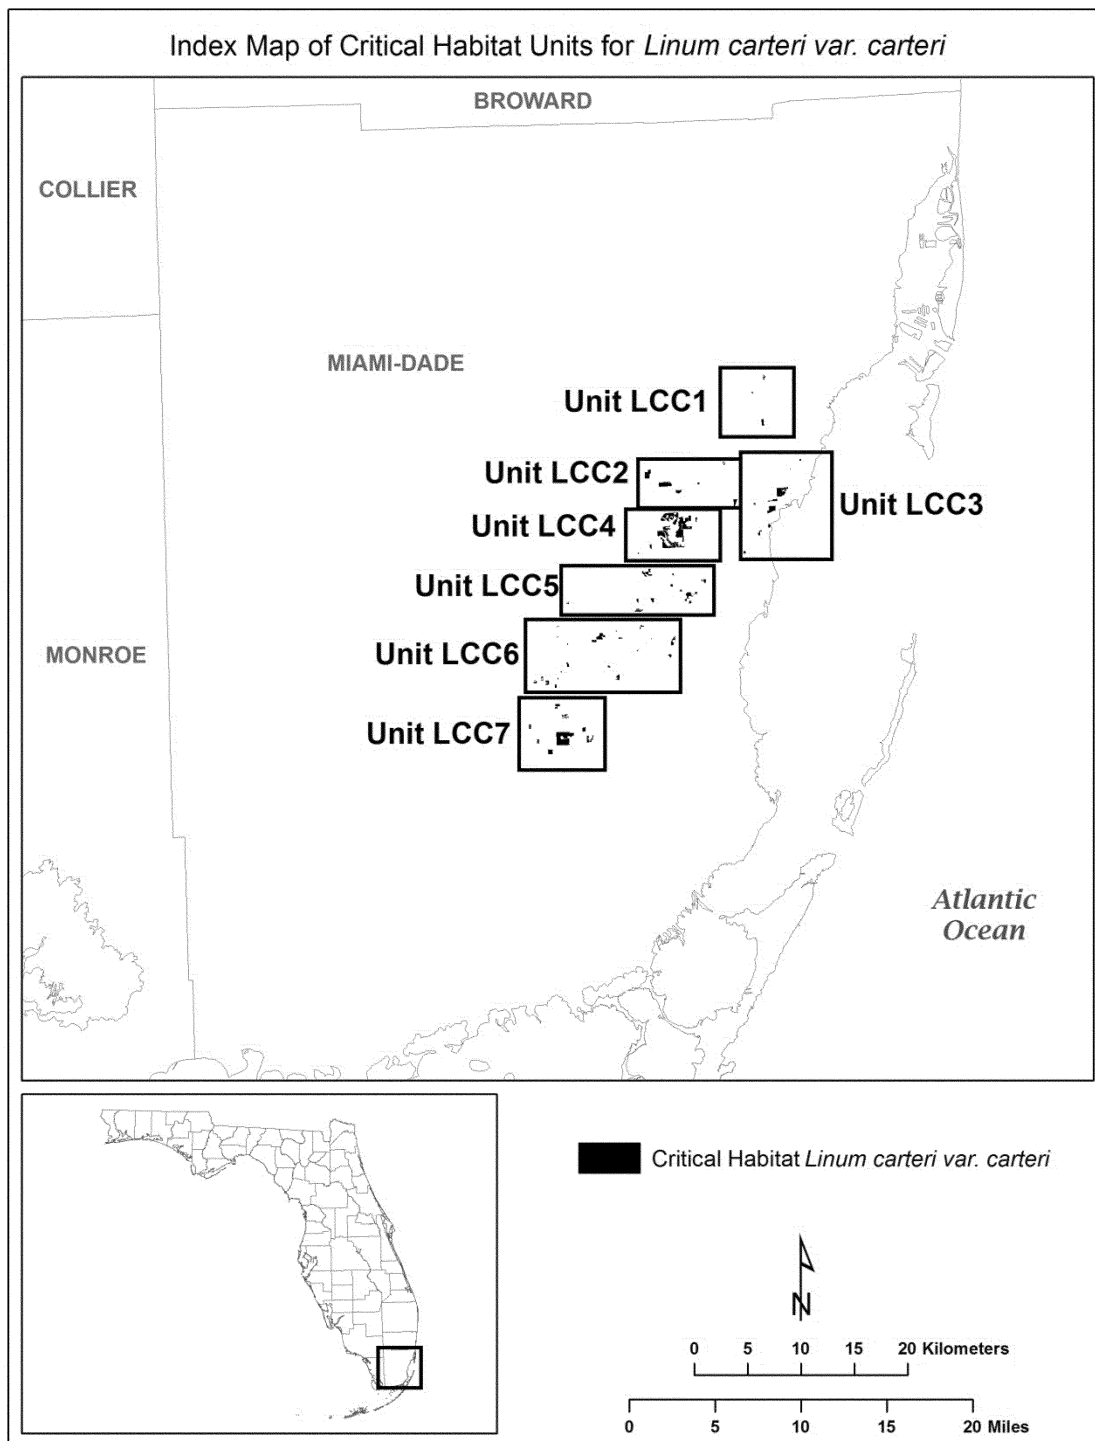 Index Map of Critical Habitat Units for Linum carteri var. carteri
BROWARD
COLLIER
MIAMI-DADE
Unit LCC1
Unit LCC2
Unit LCC3
Unit LCC4
Unit LCC5
Unit LCC6
MONROE
Unit LCC7
Atlantic
Ocean
Critical Habitat Linum carteri var. carteri
N
0 5 10 15 20 Kilometers
0 5 10 15 20 Miles